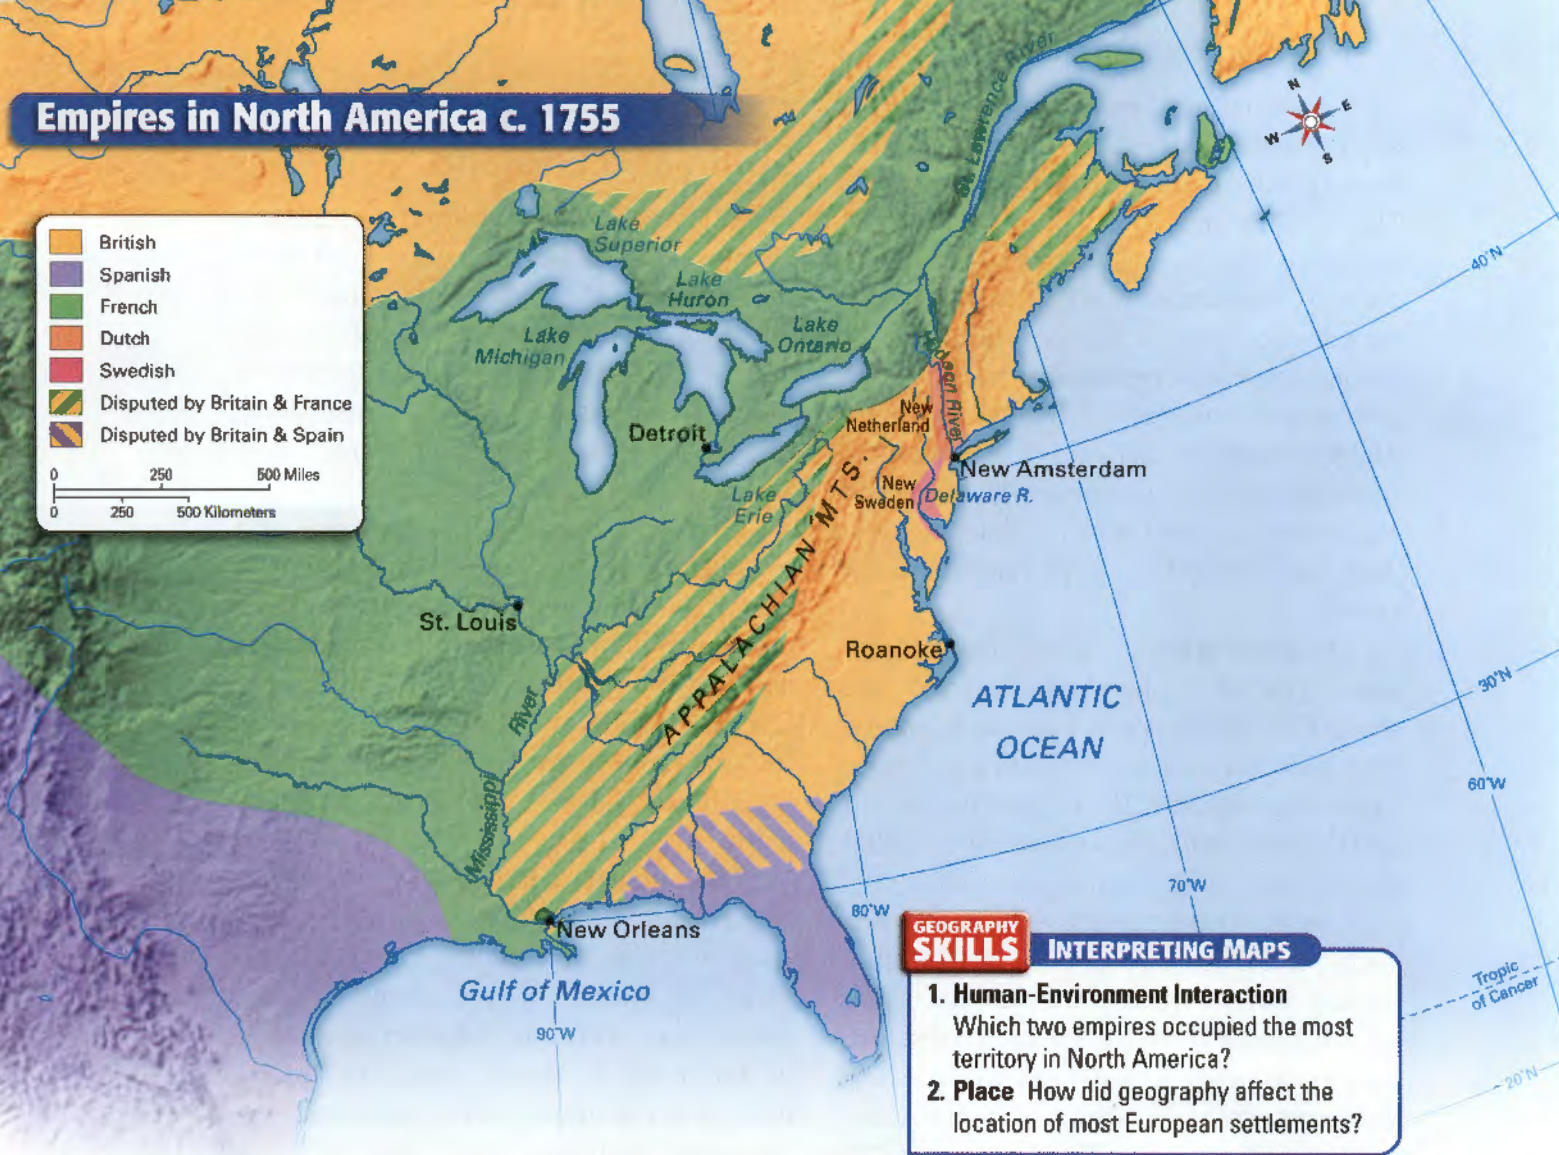 Empires in North America c. 1755
British
Spanish
French
Dutch
Swedish
Disputed by Britain & France
Disputed by Britain & Spain
0 250 500 Miles
0 250 500 Kilometers
St. Lawrence River
N
E
W
S
Lake
Superior
Lake
Huron
Lake
Michigan
Lake
Ontario
Hudson River
40°N
Detroit
New
Netherland
New Amsterdam
New
Sweden
Delaware R.
Lake
Erie
APPALACHIAN MTS.
St. Louis
Roanoke
Mississippi River
ATLANTIC
OCEAN
30°N
60°W
70°W
80°W
New Orleans
Gulf of Mexico
90°W
Tropic
of Cancer
20°N
GEOGRAPHY
SKILLS
INTERPRETING MAPS
1. Human-Environment Interaction
Which two empires occupied the most
territory in North America?
2. Place How did geography affect the
location of most European settlements?